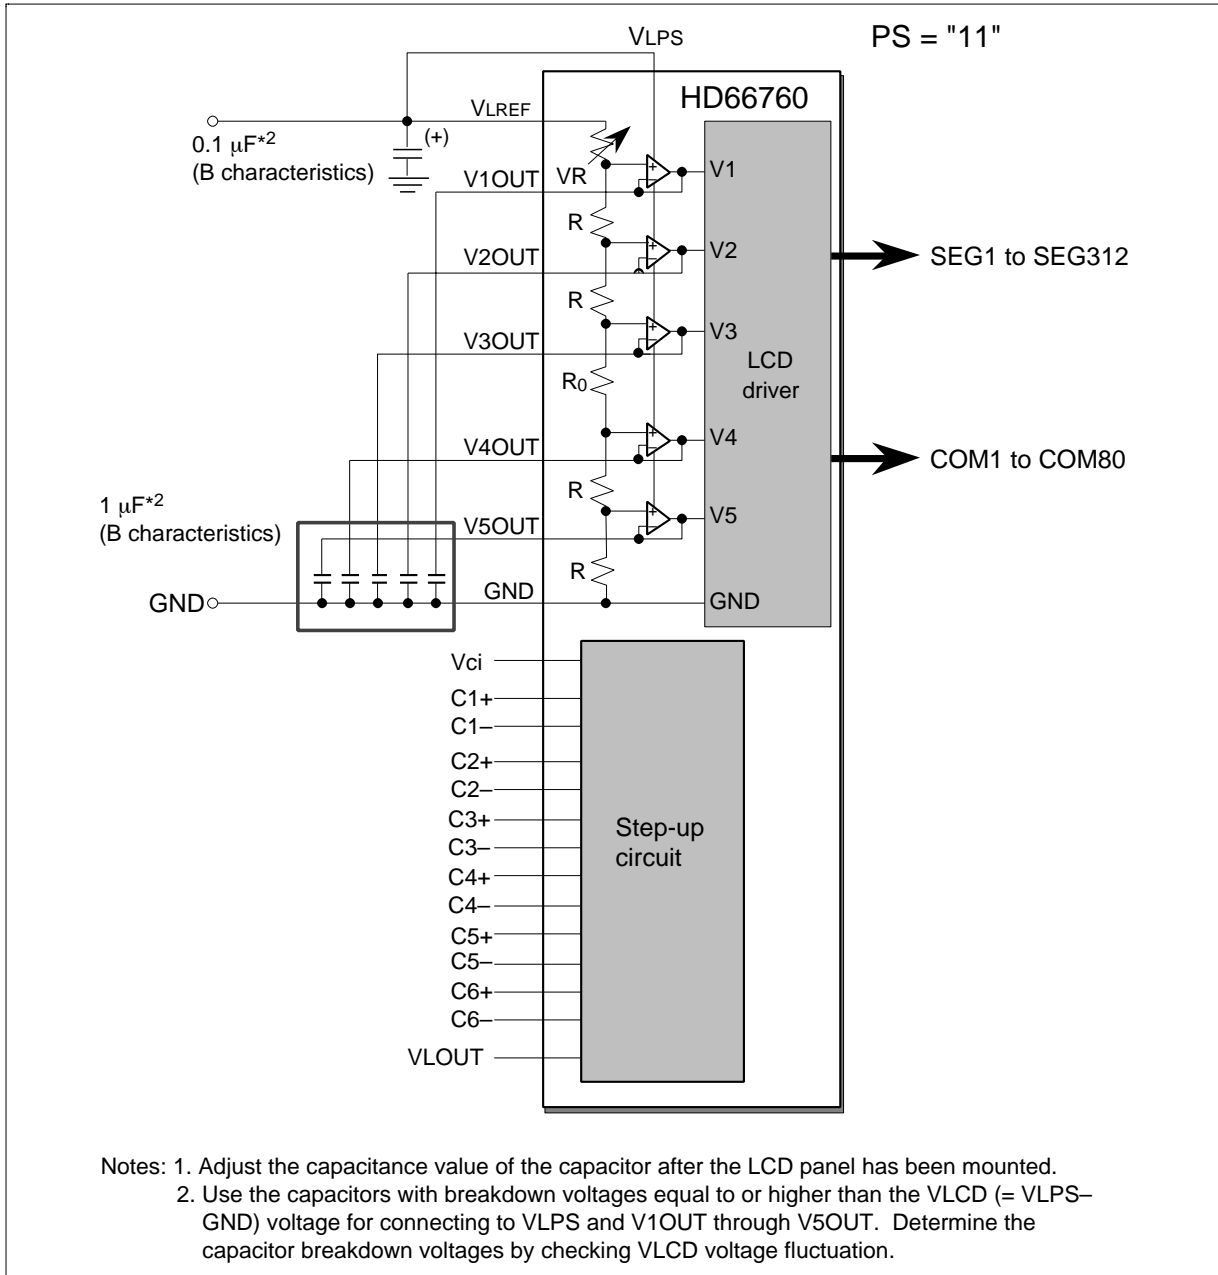 VLPS
PS = "11"
HD66760
VLREF
(+)
0.1 μF*2
(B characteristics)
VR
V1OUT
+
−
V1
R
V2OUT
+
−
V2
SEG1 to SEG312
R
V3OUT
+
−
V3
LCD
driver
R0
V4OUT
+
−
V4
COM1 to COM80
R
1 μF*2
(B characteristics)
V5OUT
+
−
V5
R
GND
GND
GND
Vci
C1+
C1–
C2+
C2–
C3+
C3–
C4+
C4–
C5+
C5–
C6+
C6–
VLOUT
Step-up
circuit
Notes: 1. Adjust the capacitance value of the capacitor after the LCD panel has been mounted.
2. Use the capacitors with breakdown voltages equal to or higher than the VLCD (= VLPS–
GND) voltage for connecting to VLPS and V1OUT through V5OUT. Determine the
capacitor breakdown voltages by checking VLCD voltage fluctuation.